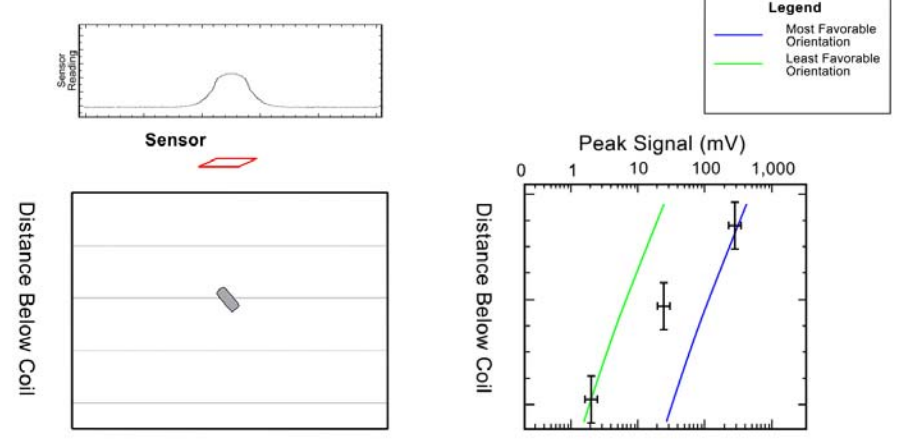 Legend
Most Favorable
Orientation
Least Favorable
Orientation
Sensor
Reading
Sensor
Distance Below Coil
Peak Signal (mV)
0 1 10 100 1,000
Distance Below Coil